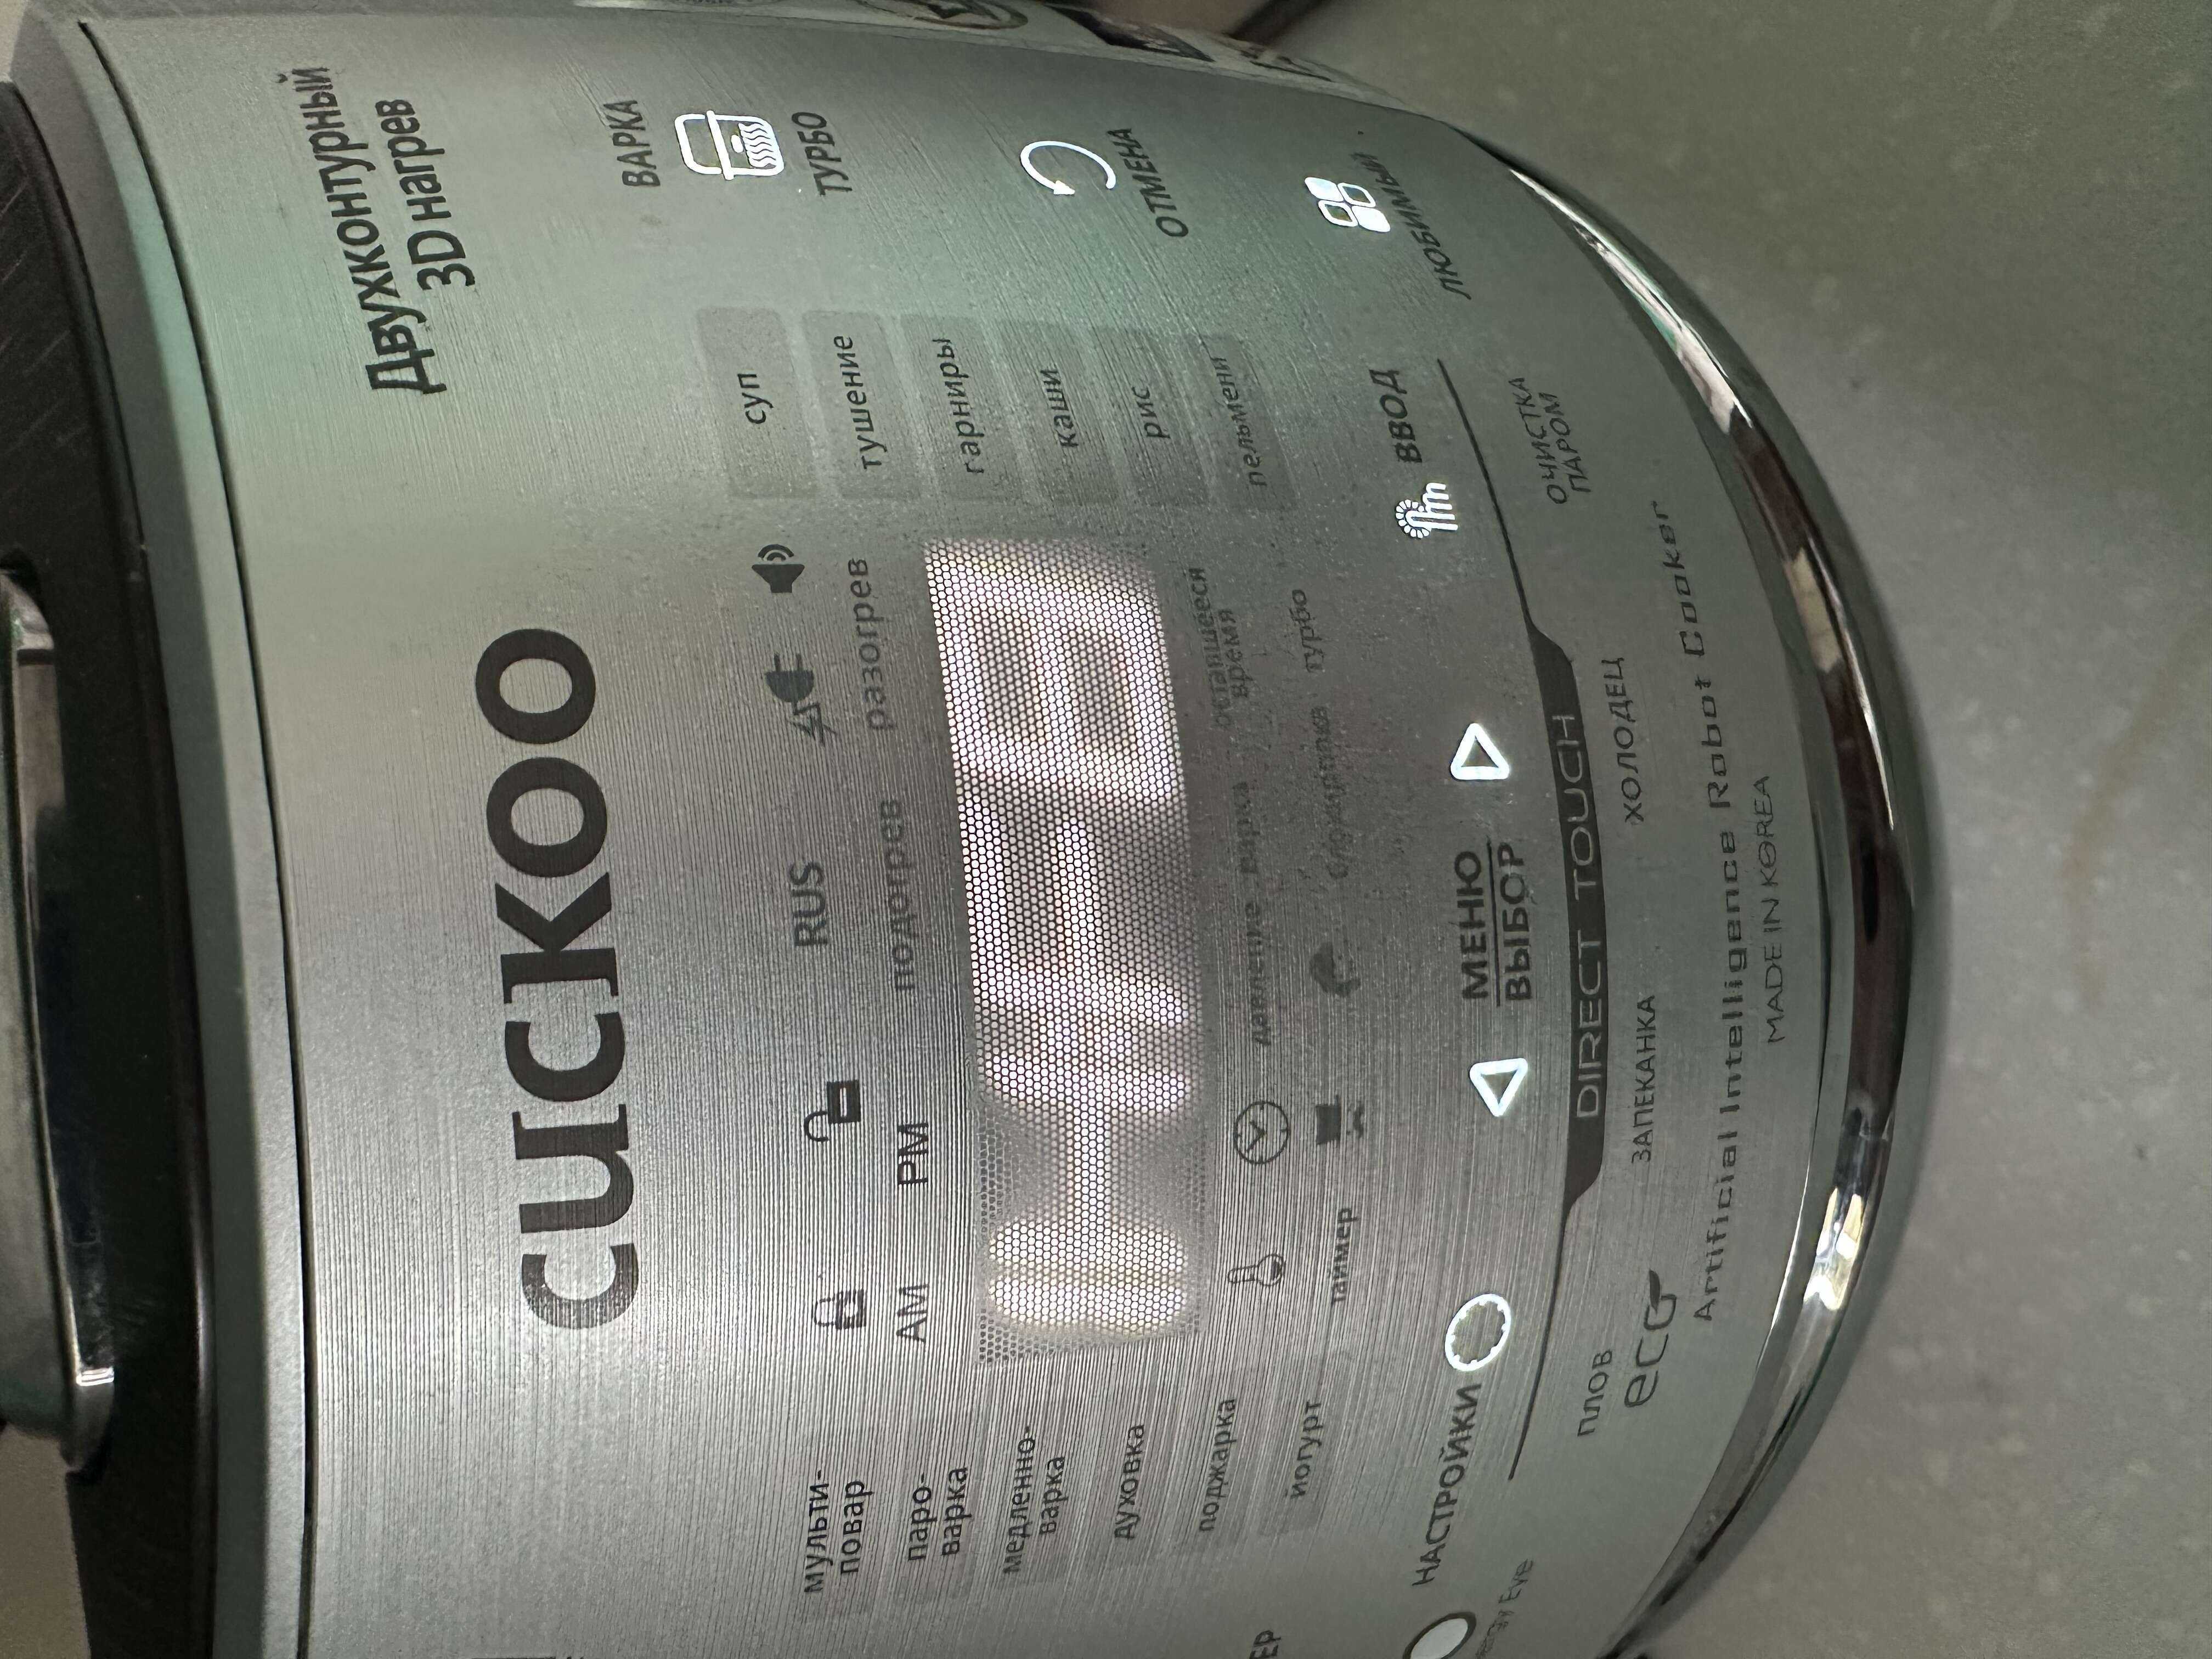 Двухконтурный
3D нагрев
CUCKOO
ВАРКА
ТУРБО
ОТМЕНА
ЛЮБИМЫЙ
RUS
AM PM подогрев разогрев
мульти-
повар
паро-
варка
медленно-
варка
духовка
поджарка
йогурт
суп
тушение
гарниры
каши
рис
пельмени
давление варка оставшееся
время
таймер блокировка турбо
НАСТРОЙКИ
МЕНЮ
ВЫБОР
ВВОД
DIRECT TOUCH
ПЛОВ
ЗАПЕКАНКА
ХОЛОДЕЦ
ОЧИСТКА
ПАРОМ
eco
Artificial Intelligence Robot Cooker
MADE IN KOREA